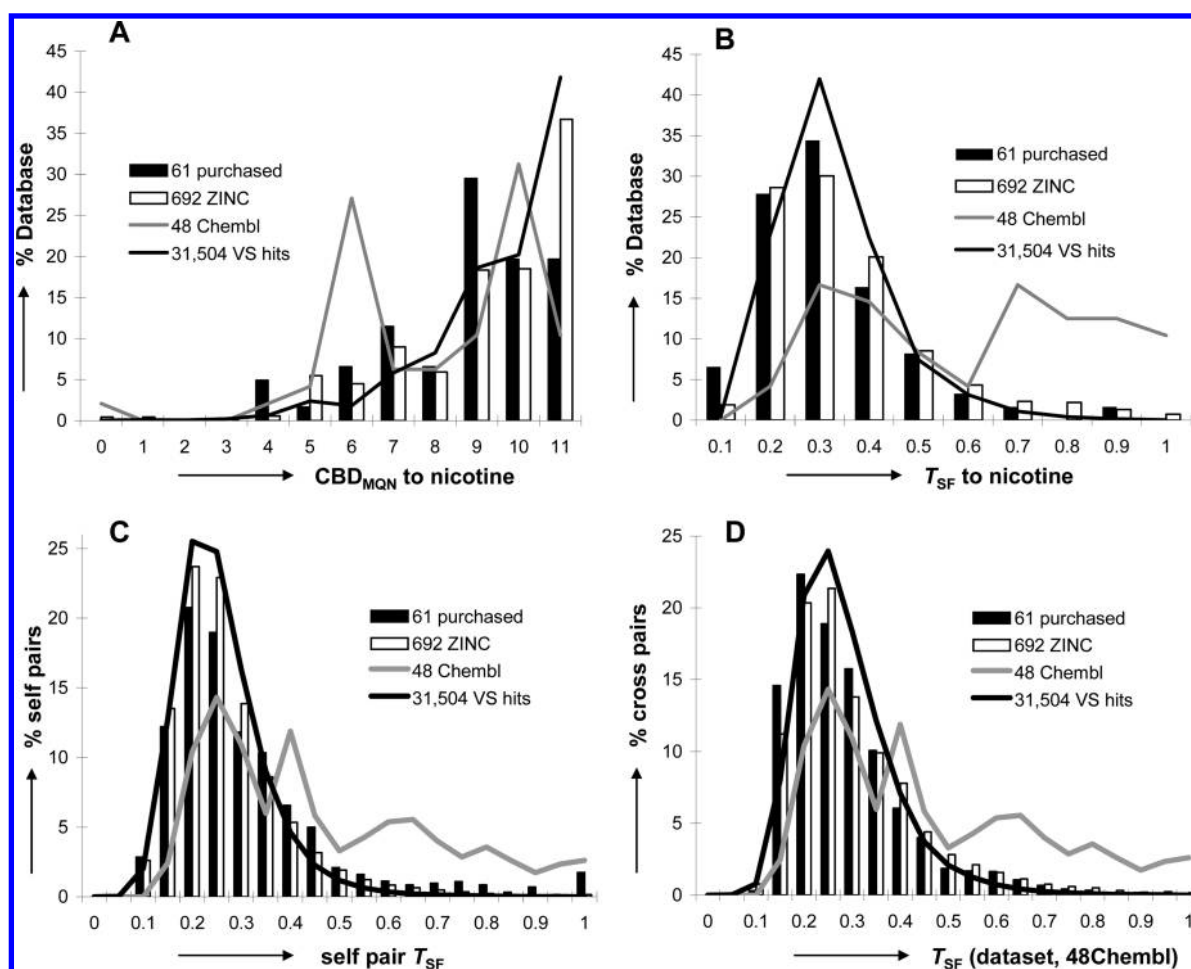 A
% Database
45
40
35
30
25
20
15
10
5
0
61 purchased
692 ZINC
48 Chembl
31,504 VS hits
0 1 2 3 4 5 6 7 8 9 10 11
CBDMQN to nicotine
B
% Database
45
40
35
30
25
20
15
10
5
0
61 purchased
692 ZINC
48 Chembl
31,504 VS hits
0.1 0.2 0.3 0.4 0.5 0.6 0.7 0.8 0.9 1
TSF to nicotine
C
% self pairs
25
20
15
10
5
0
61 purchased
692 ZINC
48 Chembl
31,504 VS hits
0 0.1 0.2 0.3 0.4 0.5 0.6 0.7 0.8 0.9 1
self pair TSF
D
% cross pairs
25
20
15
10
5
0
61 purchased
692 ZINC
48 Chembl
31,504 VS hits
0 0.1 0.2 0.3 0.4 0.5 0.6 0.7 0.8 0.9 1
TSF (dataset, 48Chembl)